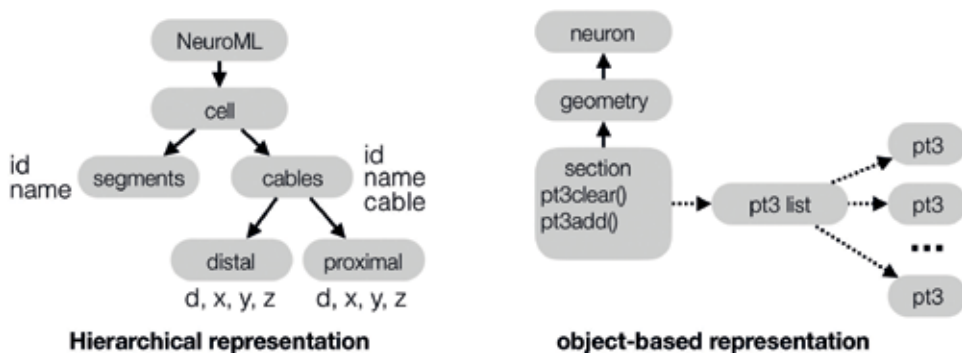 NeuroML
cell
id
name
segments
cables
id
name
cable
distal
proximal
d, x, y, z
d, x, y, z
Hierarchical representation
neuron
geometry
section
pt3clear()
pt3add()
pt3 list
pt3
pt3
...
pt3
object-based representation